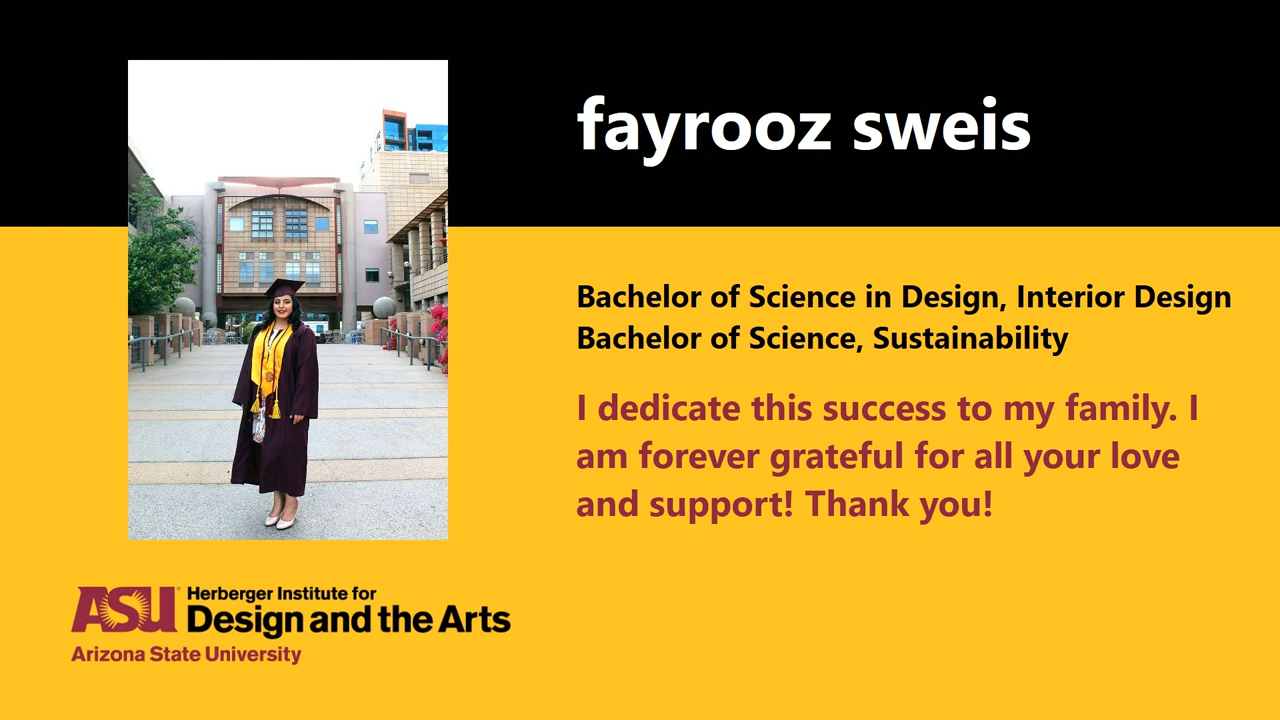 fayrooz sweis
Bachelor of Science in Design, Interior Design
Bachelor of Science, Sustainability
I dedicate this success to my family. I
am forever grateful for all your love
and support! Thank you!
ASU Herberger Institute for
Design and the Arts
Arizona State University